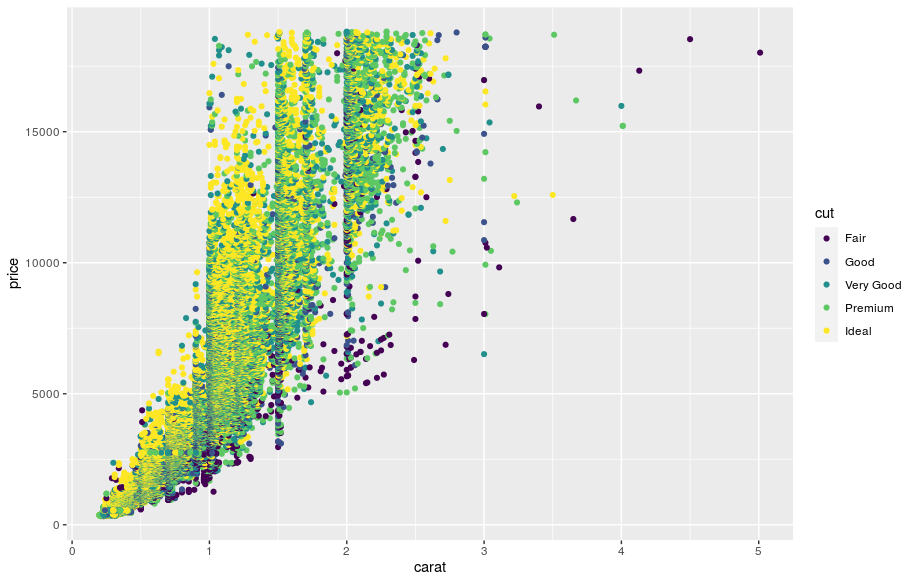 price
15000
10000
5000
0
0 1 2 3 4 5
carat
cut
Fair
Good
Very Good
Premium
Ideal